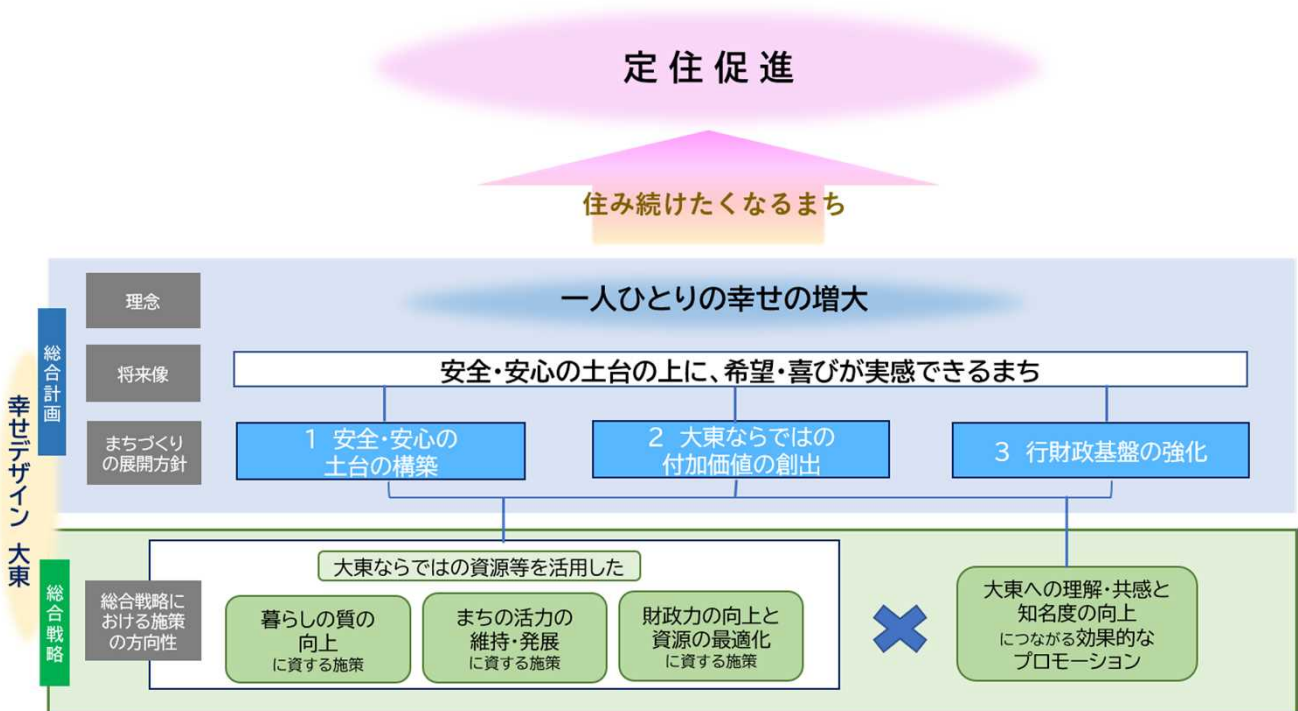 定住促進
住み続けたくなるまち
幸せデザイン 大東
総合計画
理念
一人ひとりの幸せの増大
将来像
安全・安心の土台の上に、希望・喜びが実感できるまち
まちづくり
の展開方針
1 安全・安心の
土台の構築
2 大東ならではの
付加価値の創出
3 行財政基盤の強化
総合戦略
総合戦略に
おける施策
の方向性
大東ならではの資源等を活用した
暮らしの質の
向上
に資する施策
まちの活力の
維持・発展
に資する施策
財政力の向上と
資源の最適化
に資する施策
大東への理解・共感と
知名度の向上
につながる効果的な
プロモーション